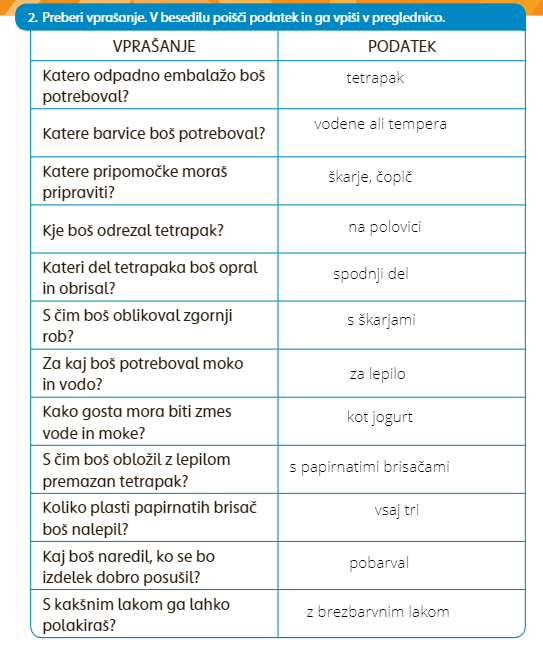 2. Preberi vprašanje. V besedilu poišči podatek in ga vpiši v preglednico.
VPRAŠANJE PODATEK
Katero odpadno embalažo boš
potreboval?
tetrapak
Katere barvice boš potreboval?
vodene ali tempera
Katere pripomočke moraš
pripraviti?
škarje, čopič
Kje boš odrezal tetrapak?
na polovici
Kateri del tetrapaka boš opral
in obrisal?
spodnji del
S čim boš oblikoval zgornji
rob?
s škarjami
Za kaj boš potreboval moko
in vodo?
za lepilo
Kako gosta mora biti zmes
vode in moke?
kot jogurt
S čim boš obložil z lepilom
premazan tetrapak?
s papirnatimi brisačami
Koliko plasti papirnatih brisač
boš nalepil?
vsaj tri
Kaj boš naredil, ko se bo
izdelek dobro posušil?
pobarval
S kakšnim lakom ga lahko
polakiraš?
z brezbarvnim lakom